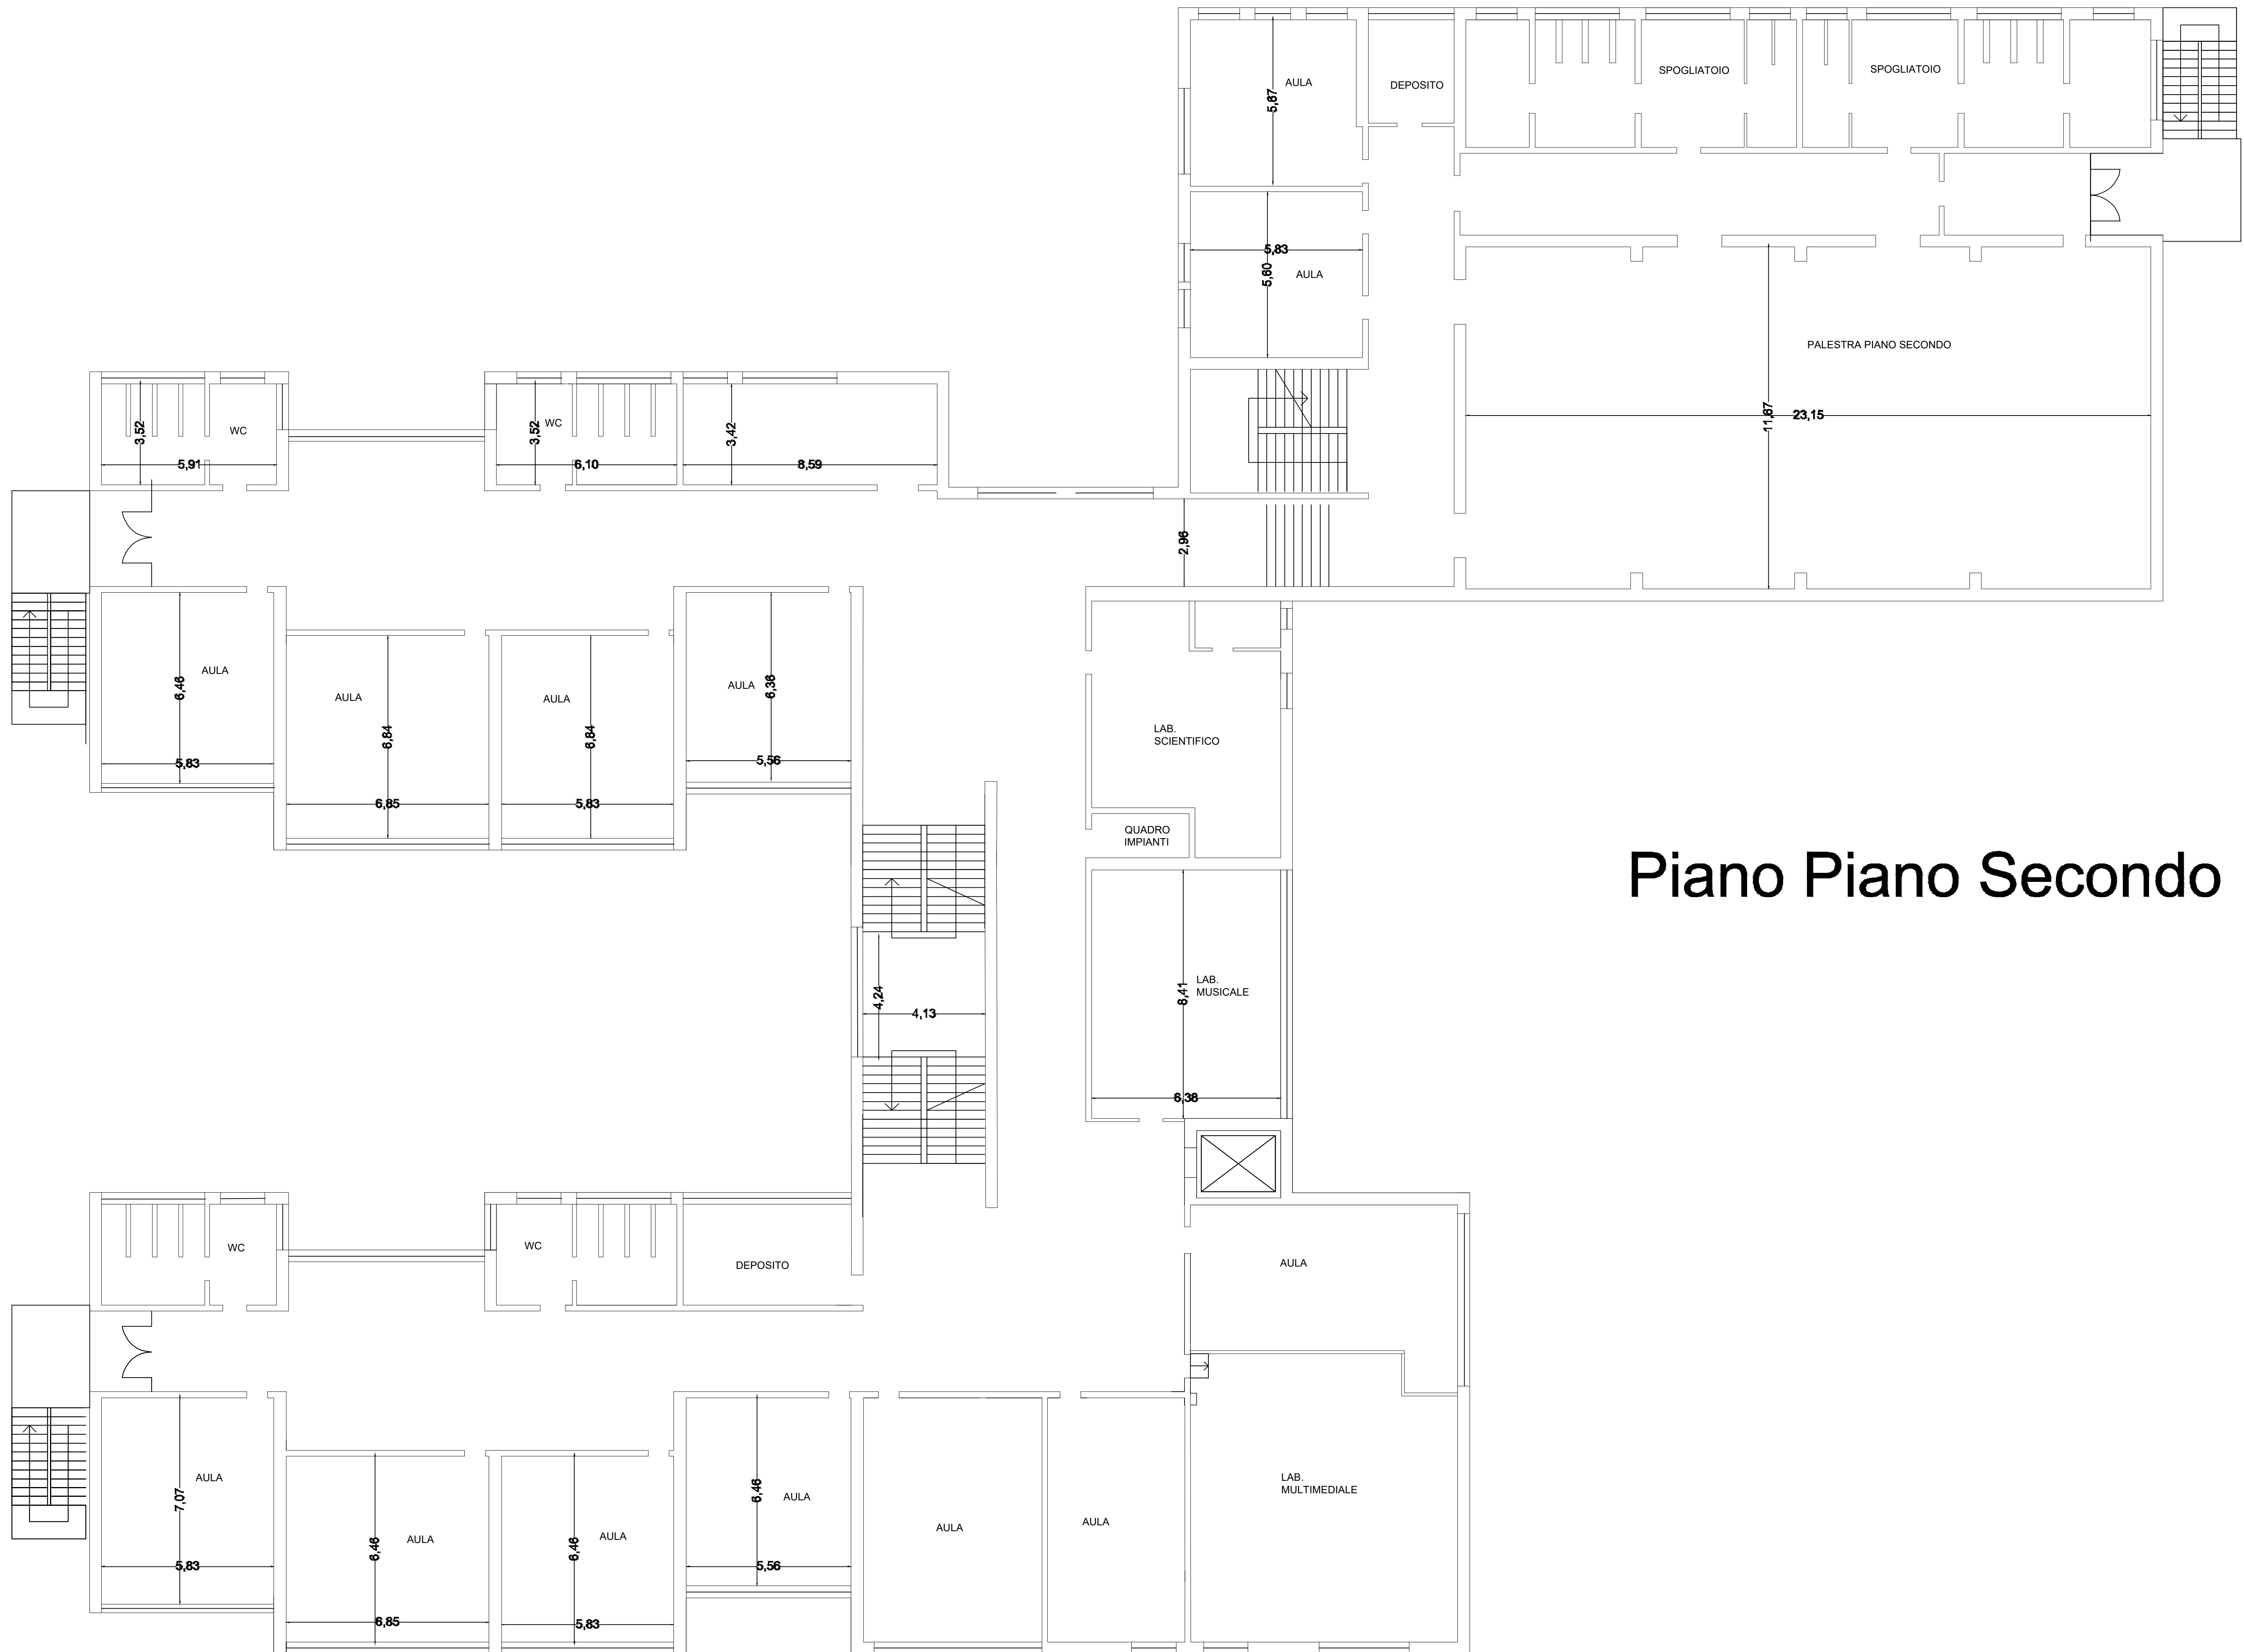 AULA
5,67
DEPOSITO
SPOGLIATOIO
SPOGLIATOIO
5,83
5,60
AULA
PALESTRA PIANO SECONDO
11,67
23,15
3,52
WC
5,91
3,52
WC
6,10
3,42
8,59
2,96
AULA
6,46
5,83
AULA
6,84
6,85
AULA
6,84
5,83
AULA
6,36
5,56
LAB.
SCIENTIFICO
QUADRO
IMPIANTI
Piano Piano Secondo
4,24
4,13
LAB.
MUSICALE
8,41
6,38
WC
WC
DEPOSITO
AULA
AULA
7,07
5,83
AULA
6,46
6,85
AULA
6,46
5,83
AULA
6,46
5,56
AULA
AULA
LAB.
MULTIMEDIALE